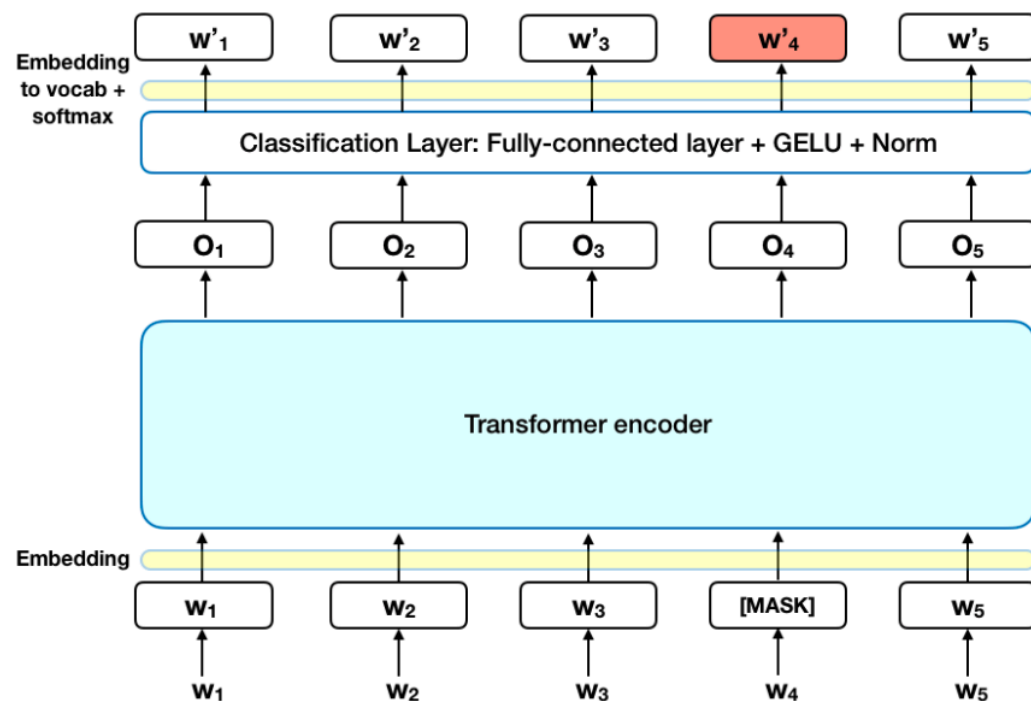 w’₁ w’₂ w’₃ w’₄ w’₅
Embedding
to vocab +
softmax
Classification Layer: Fully-connected layer + GELU + Norm
O₁ O₂ O₃ O₄ O₅
Transformer encoder
Embedding
W₁ W₂ W₃ [MASK] W₅
W₁ W₂ W₃ W₄ W₅